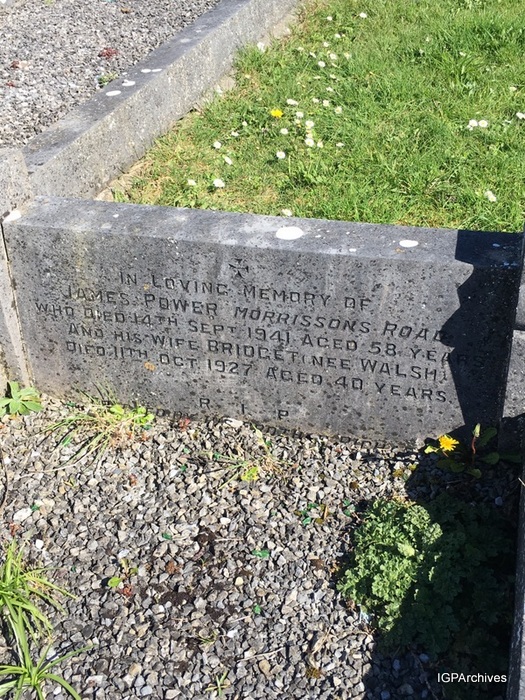 IN LOVING MEMORY OF
JAMES POWER MORRISSONS ROAD
WHO DIED 14TH SEPT 1941 AGED 58 YEARS
AND HIS WIFE BRIDGET (NEE WALSH)
DIED 11TH OCT 1927 AGED 40 YEARS.
R I P
IGPArchives